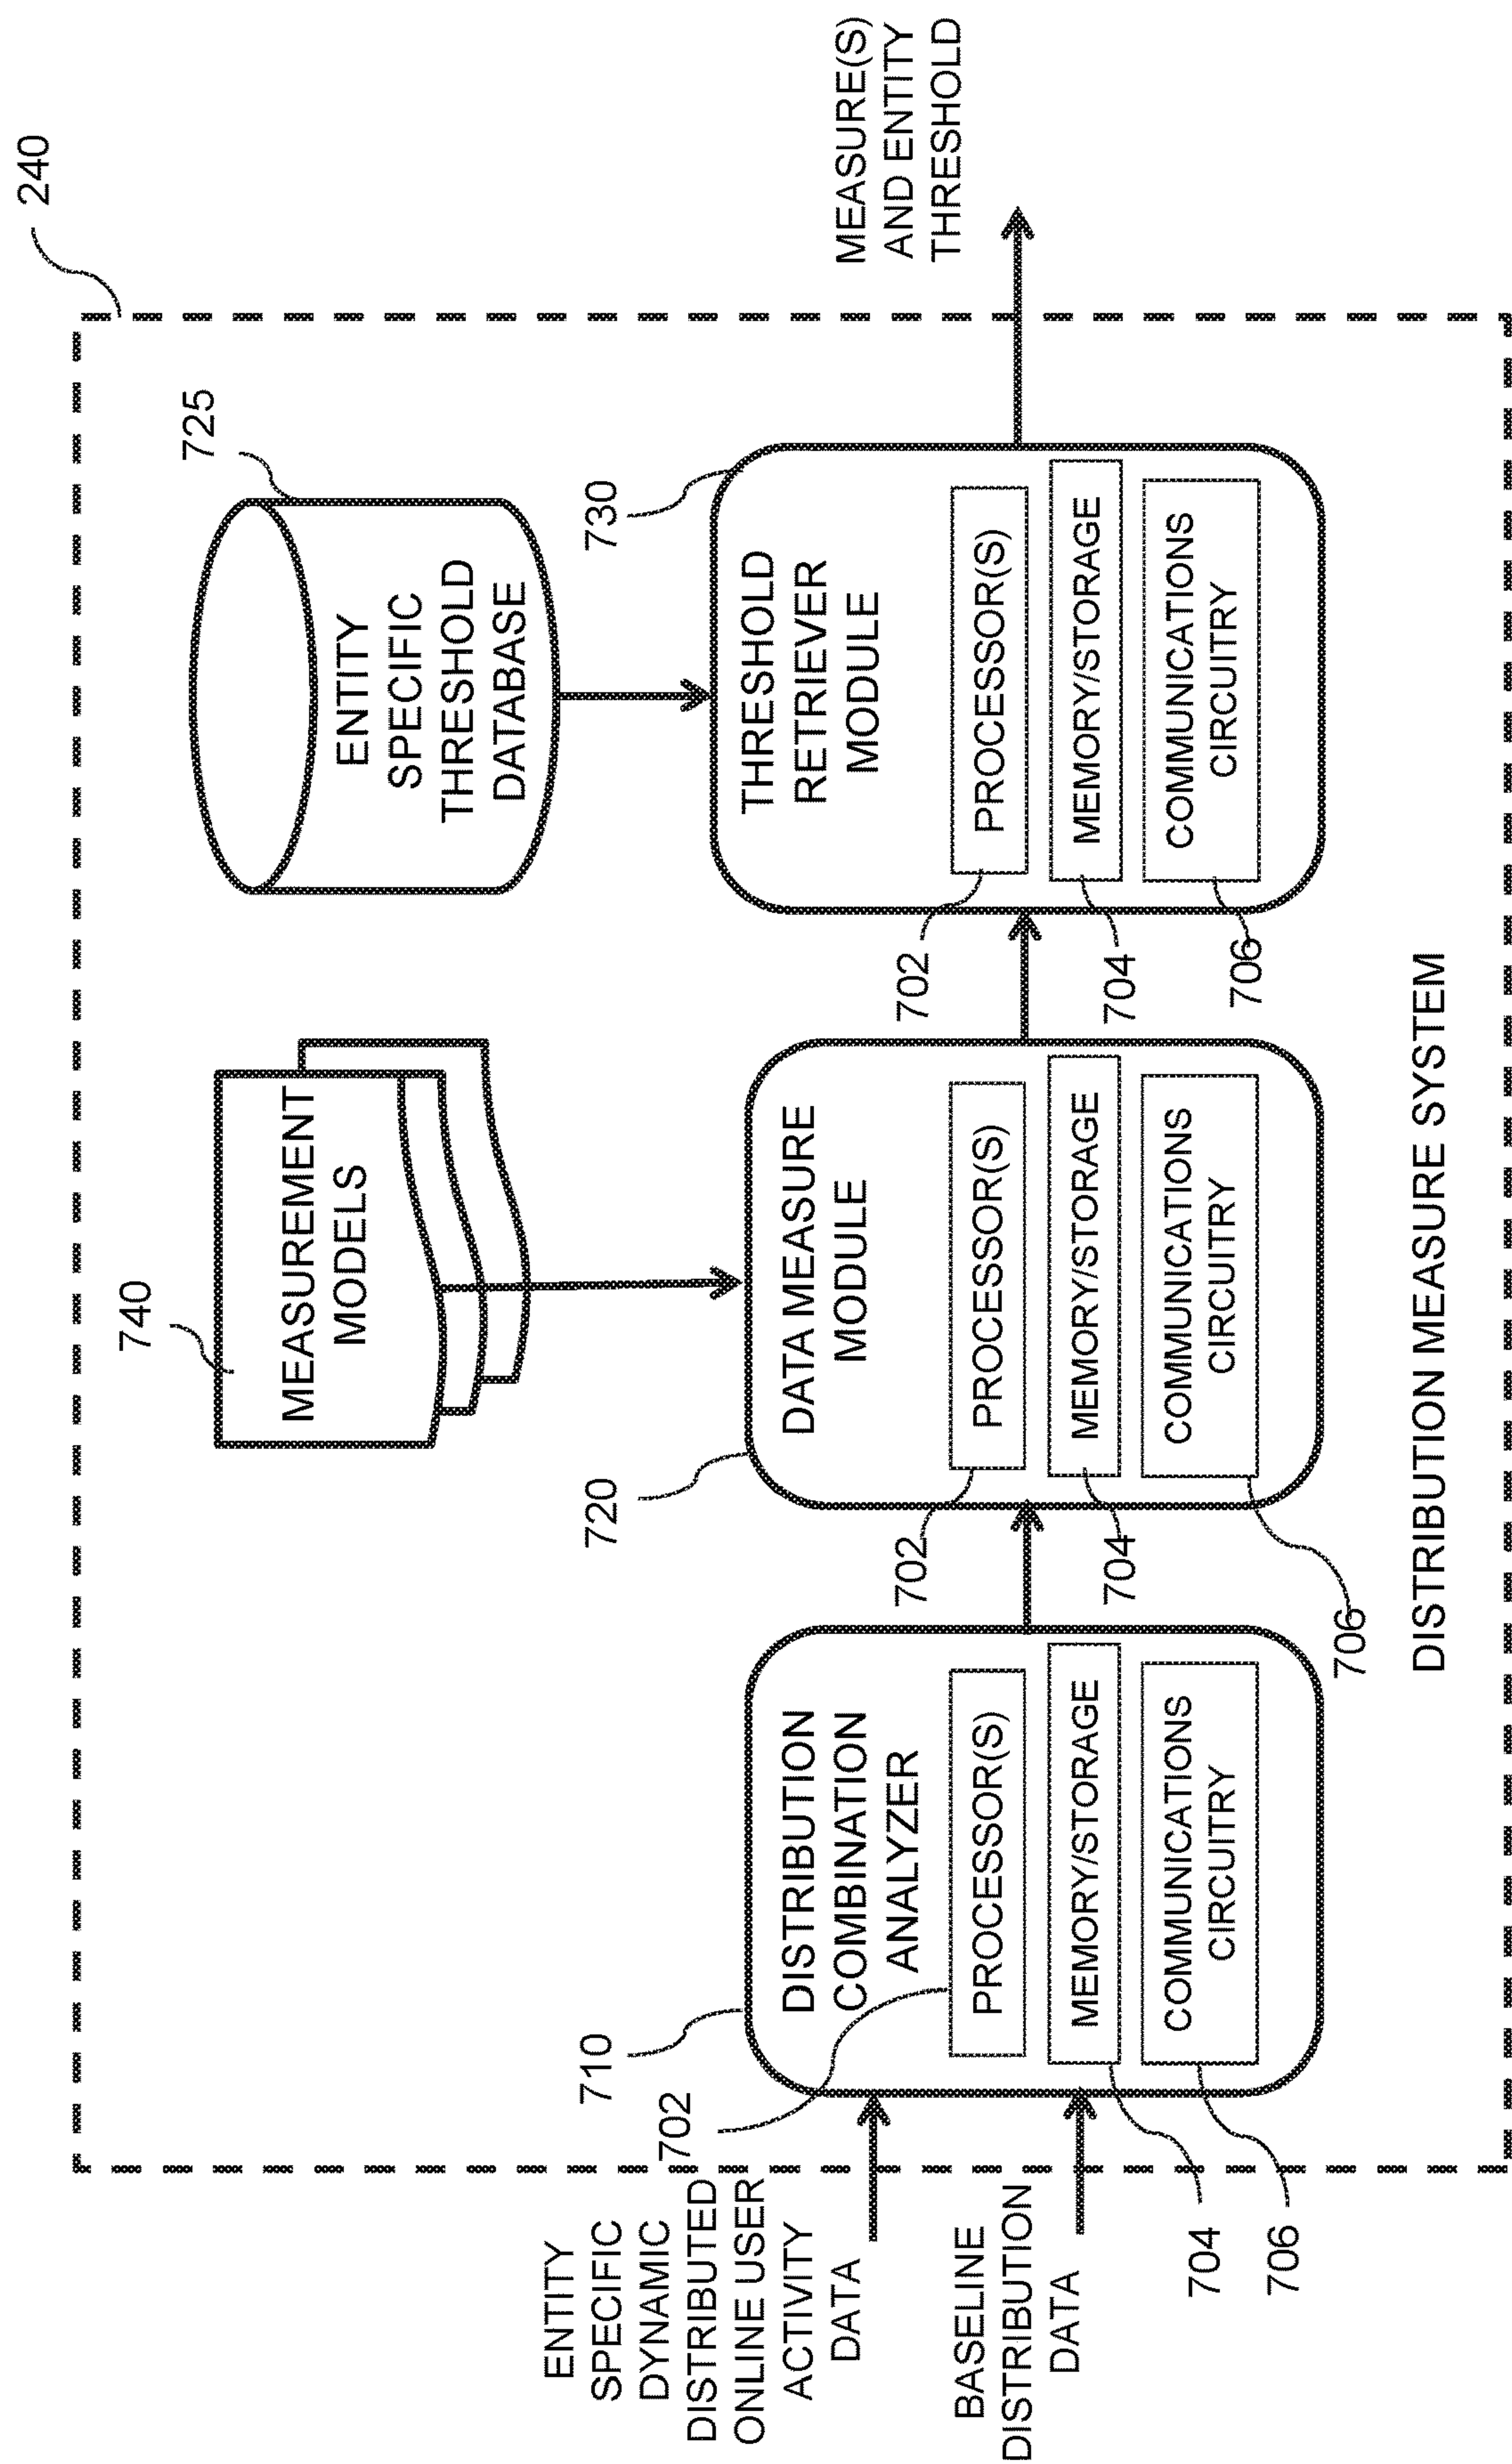 240
ENTITY
SPECIFIC
DYNAMIC
DISTRIBUTED
ONLINE USER
ACTIVITY
DATA
BASELINE
DISTRIBUTION
DATA
702
704
706
710
DISTRIBUTION
COMBINATION
ANALYZER
PROCESSOR(S)
MEMORY/STORAGE
COMMUNICATIONS
CIRCUITRY
740
MEASUREMENT
MODELS
720
DATA MEASURE
MODULE
PROCESSOR(S)
MEMORY/STORAGE
COMMUNICATIONS
CIRCUITRY
702
704
706
725
ENTITY
SPECIFIC
THRESHOLD
DATABASE
730
THRESHOLD
RETRIEVER
MODULE
PROCESSOR(S)
MEMORY/STORAGE
COMMUNICATIONS
CIRCUITRY
702
704
706
MEASURE(S)
AND ENTITY
THRESHOLD
DISTRIBUTION MEASURE SYSTEM